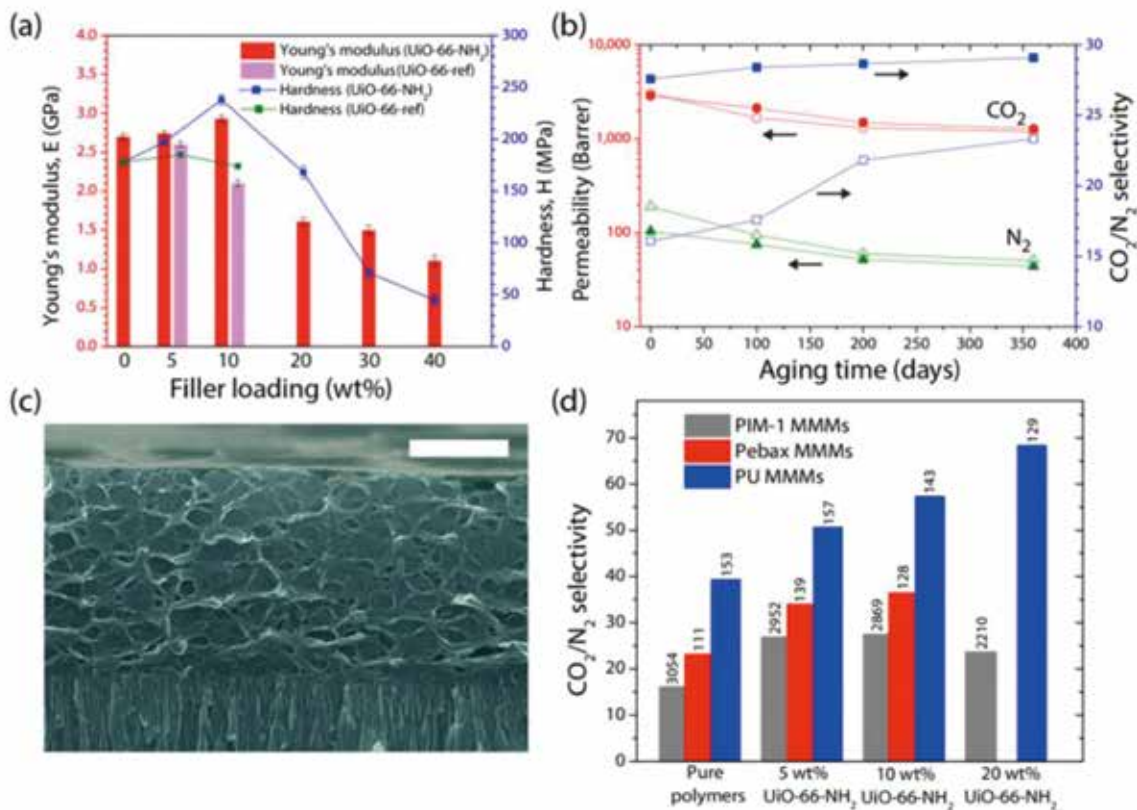 (a)
Young's modulus, E (GPa)
4.0
3.5
3.0
2.5
2.0
1.5
1.0
0.5
0.0
Young's modulus (UiO-66-NH₂)
Young's modulus (UiO-66-ref)
Hardness (UiO-66-NH₂)
Hardness (UiO-66-ref)
300
250
200
150
100
50
0
Hardness, H (MPa)
0 5 10 20 30 40
Filler loading (wt%)
(b)
Permeability (Barrer)
10,000
1,000
100
10
CO₂
N₂
30
25
20
15
10
CO₂/N₂ selectivity
0 50 100 150 200 250 300 350 400
Aging time (days)
(c)
(d)
CO₂/N₂ selectivity
70
60
50
40
30
20
10
0
PIM-1 MMMs
Pebax MMMs
PU MMMs
3054 111 153
2952 139 157
2869 128 143
2210 129
Pure 5 wt% 10 wt% 20 wt%
polymers UiO-66-NH₂ UiO-66-NH₂ UiO-66-NH₂